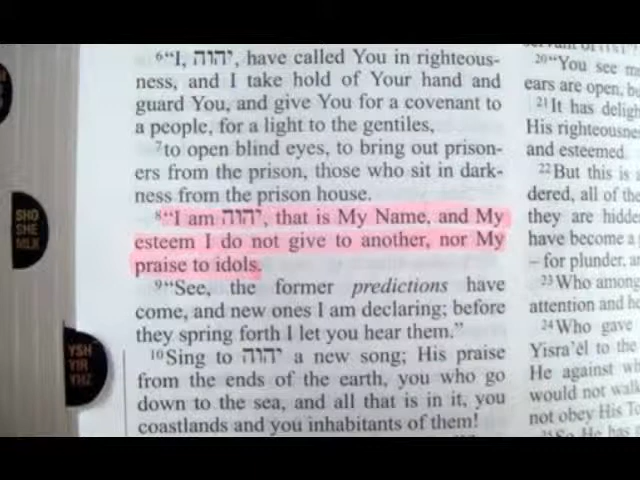 ⁶“I, יהוה, have called You in righteous-
ness, and I take hold of Your hand and
guard You, and give You for a covenant to
a people, for a light to the gentiles,
⁷to open blind eyes, to bring out prison-
ers from the prison, those who sit in dark-
ness from the prison house.
⁸“I am יהוה, that is My Name, and My
esteem I do not give to another, nor My
praise to idols.
⁹“See, the former predictions have
come, and new ones I am declaring; before
they spring forth I let you hear them.”
¹⁰Sing to יהוה a new song; His praise
from the ends of the earth, you who go
down to the sea, and all that is in it, you
coastlands and you inhabitants of them!
²⁰“You see
ears are open,
²¹It has
His
and esteemed
²²But this is
dered, all of
they are
have become
– for plunder,
²³Who
attention and
²⁴Who gave
Yisra’ĕl to the
He against
would not
not obey His
SHO
SHE
MLK
YSH
YIR
YHZ